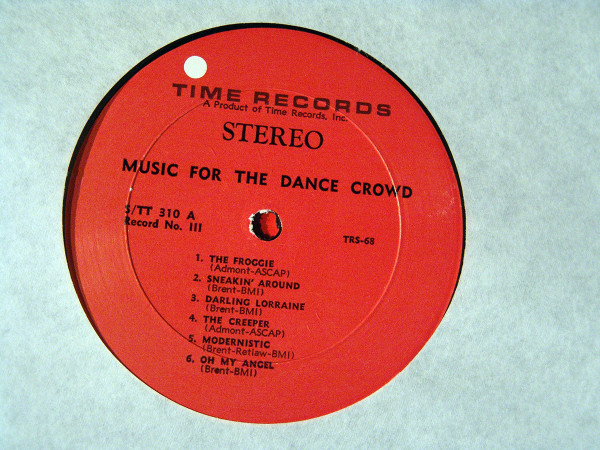 TIME RECORDS
A Product of Time Records, Inc.
STEREO
MUSIC FOR THE DANCE CROWD
S/TT 310 A
Record No. III
TRS-68
1. THE FROGGIE
(Admont-ASCAP)
2. SNEAKIN' AROUND
(Brent-BMI)
3. DARLING LORRAINE
(Brent-BMI)
4. THE CREEPER
(Admont-ASCAP)
5. MODERNISTIC
(Brent-Retlaw-BMI)
6. OH MY ANGEL
(Brent-BMI)